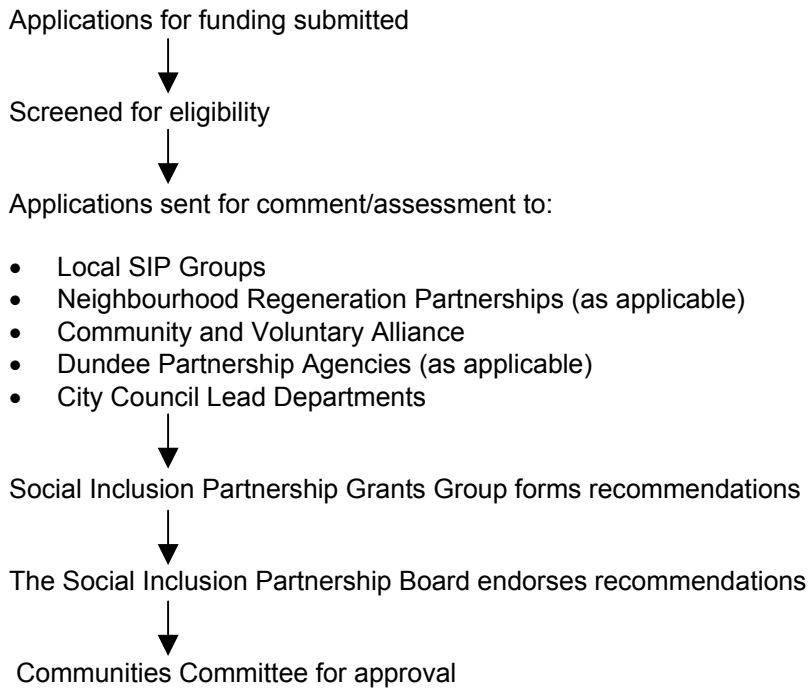 Applications for funding submitted
Screened for eligibility
Applications sent for comment/assessment to:
• Local SIP Groups
• Neighbourhood Regeneration Partnerships (as applicable)
• Community and Voluntary Alliance
• Dundee Partnership Agencies (as applicable)
• City Council Lead Departments
Social Inclusion Partnership Grants Group forms recommendations
The Social Inclusion Partnership Board endorses recommendations
Communities Committee for approval